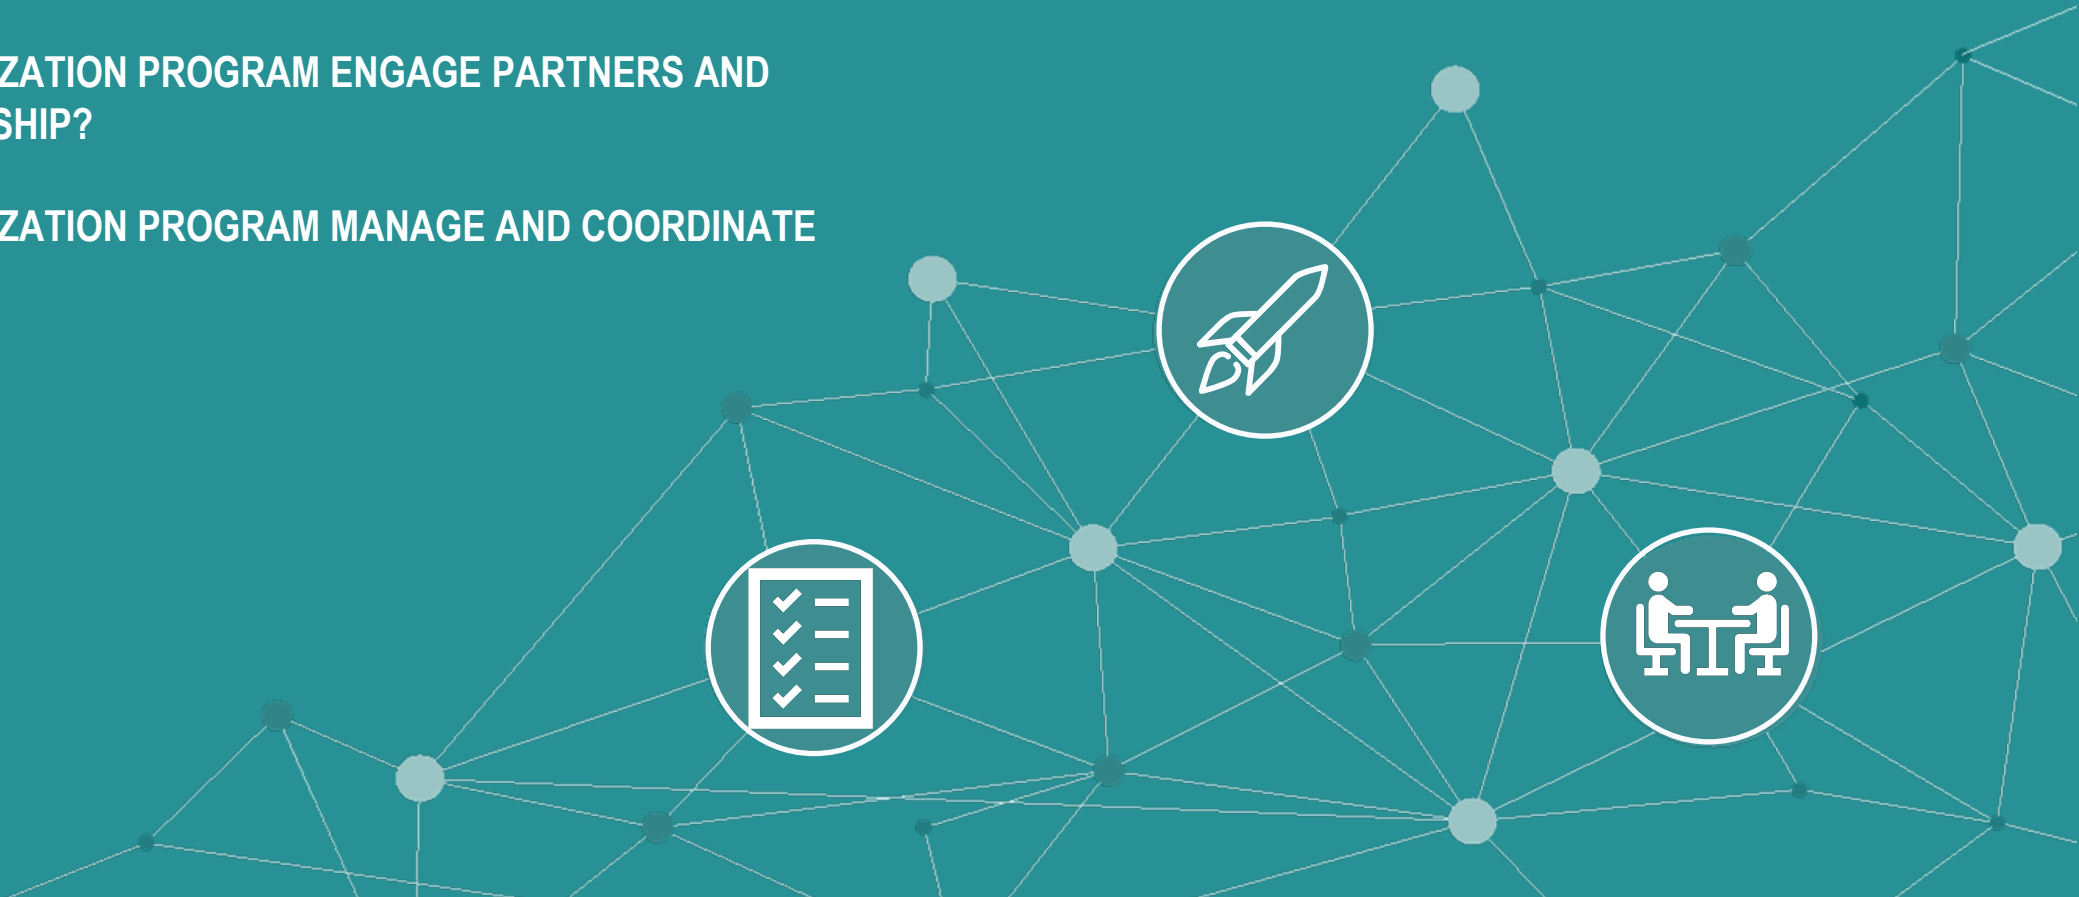 ZATION PROGRAM ENGAGE PARTNERS AND
SHIP?
ZATION PROGRAM MANAGE AND COORDINATE